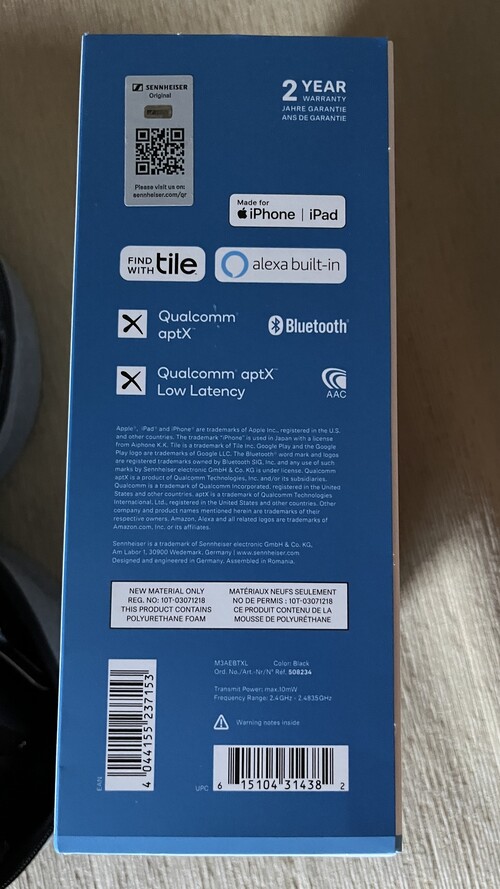 SENNHEISER
Original
Please visit us on:
sennheiser.com/qr
2 YEAR
WARRANTY
JAHRE GARANTIE
ANS DE GARANTIE
Made for
iPhone | iPad
FIND WITH tile
alexa built-in
Qualcomm™
aptX™
Bluetooth®
Qualcomm® aptX™
Low Latency
AAC
Apple®, iPad® and iPhone® are trademarks of Apple Inc., registered in the U.S.
and other countries. The trademark "iPhone" is used in Japan with a license
from Aiphone K.K. Tile is a trademark of Tile Inc. Google Play and the Google
Play logo are trademarks of Google LLC. The Bluetooth® word mark and logos
are registered trademarks owned by Bluetooth SIG, Inc. and any use of such
marks by Sennheiser electronic GmbH & Co. KG is under license. Qualcomm
aptX is a product of Qualcomm Technologies, Inc. and/or its subsidiaries.
Qualcomm is a trademark of Qualcomm Incorporated, registered in the United
States and other countries. aptX is a trademark of Qualcomm Technologies
International, Ltd., registered in the United States and other countries. Other
company and product names mentioned herein are trademarks of their
respective owners. Amazon, Alexa and all related logos are trademarks of
Amazon.com, Inc. or its affiliates.
Sennheiser is a trademark of Sennheiser electronic GmbH & Co. KG,
Am Labor 1, 30900 Wedemark, Germany | www.sennheiser.com
Designed and engineered in Germany. Assembled in Romania.
NEW MATERIAL ONLY
REG. NO: 10T-03071218
THIS PRODUCT CONTAINS
POLYURETHANE FOAM
MATÉRIAUX NEUFS SEULEMENT
NO DE PERMIS : 10T-03071218
CE PRODUIT CONTENU DE LA
MOUSSE DE POLYURÉTHANE
M3AEBTXL Color: Black
Ord. No./Art.-Nr/N° Ref. 508234
Transmit Power: max.10mW
Frequency Range: 2.4GHz - 2.4835GHz
Warning notes inside
EAN
4 044155 237153
UPC
6 15104 31438 2